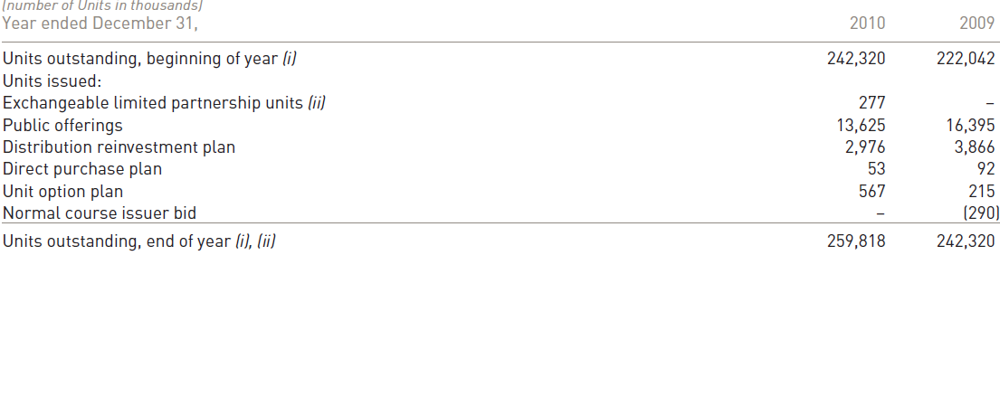 (number of Units in thousands)
Year ended December 31, 2010 2009
Units outstanding, beginning of year (i) 242,320 222,042
Units issued:
Exchangeable limited partnership units (ii) 277 –
Public offerings 13,625 16,395
Distribution reinvestment plan 2,976 3,866
Direct purchase plan 53 92
Unit option plan 567 215
Normal course issuer bid – (290)
Units outstanding, end of year (i), (ii) 259,818 242,320